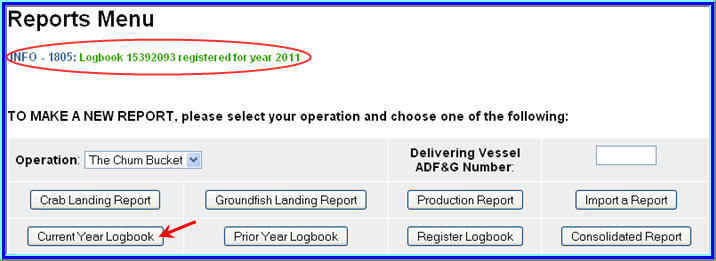 Reports Menu
INFO - 1805: Logbook 15392093 registered for year 2011
TO MAKE A NEW REPORT, please select your operation and choose one of the following:
Operation: The Chum Bucket
Delivering Vessel
ADF&G Number:
Crab Landing Report Groundfish Landing Report Production Report Import a Report
Current Year Logbook Prior Year Logbook Register Logbook Consolidated Report